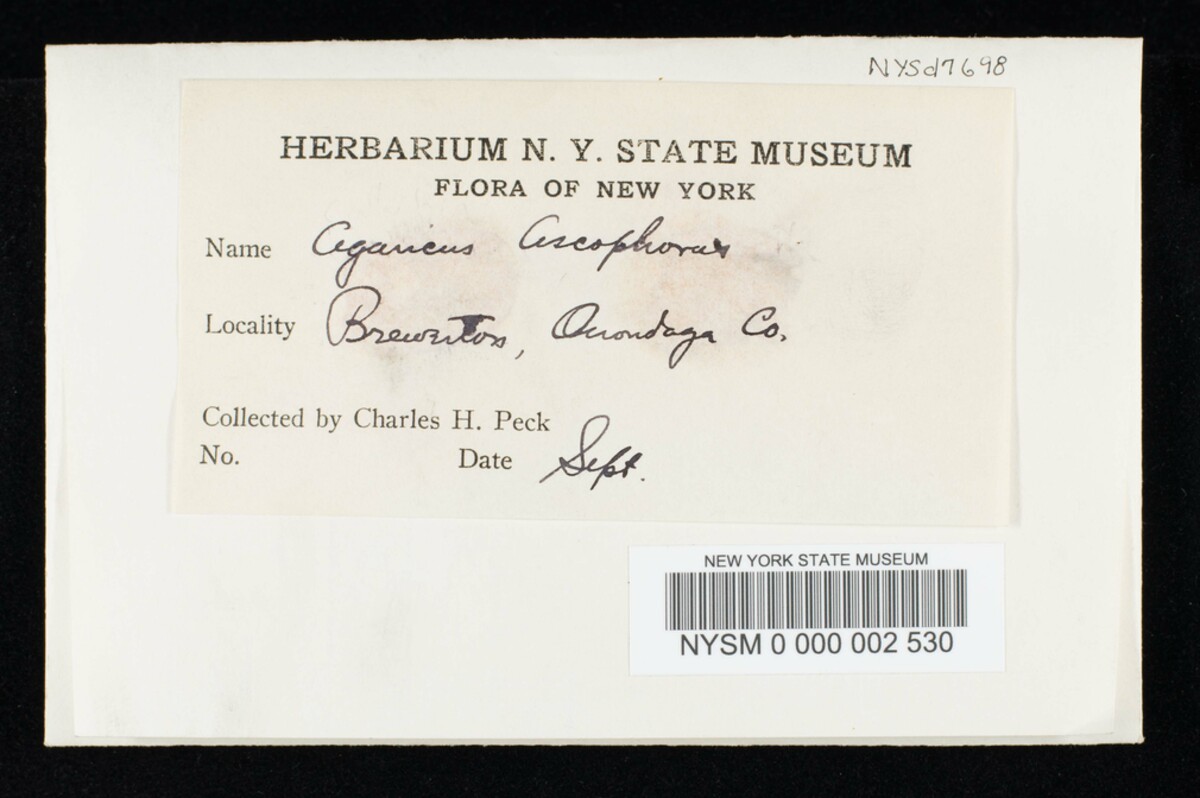 NYSd7698
HERBARIUM N. Y. STATE MUSEUM
FLORA OF NEW YORK
Name Agaricus Ascophorus
Locality Brewerton, Onondaga Co.
Collected by Charles H. Peck
No. Date Sept.
NEW YORK STATE MUSEUM
NYSM 0 000 002 530